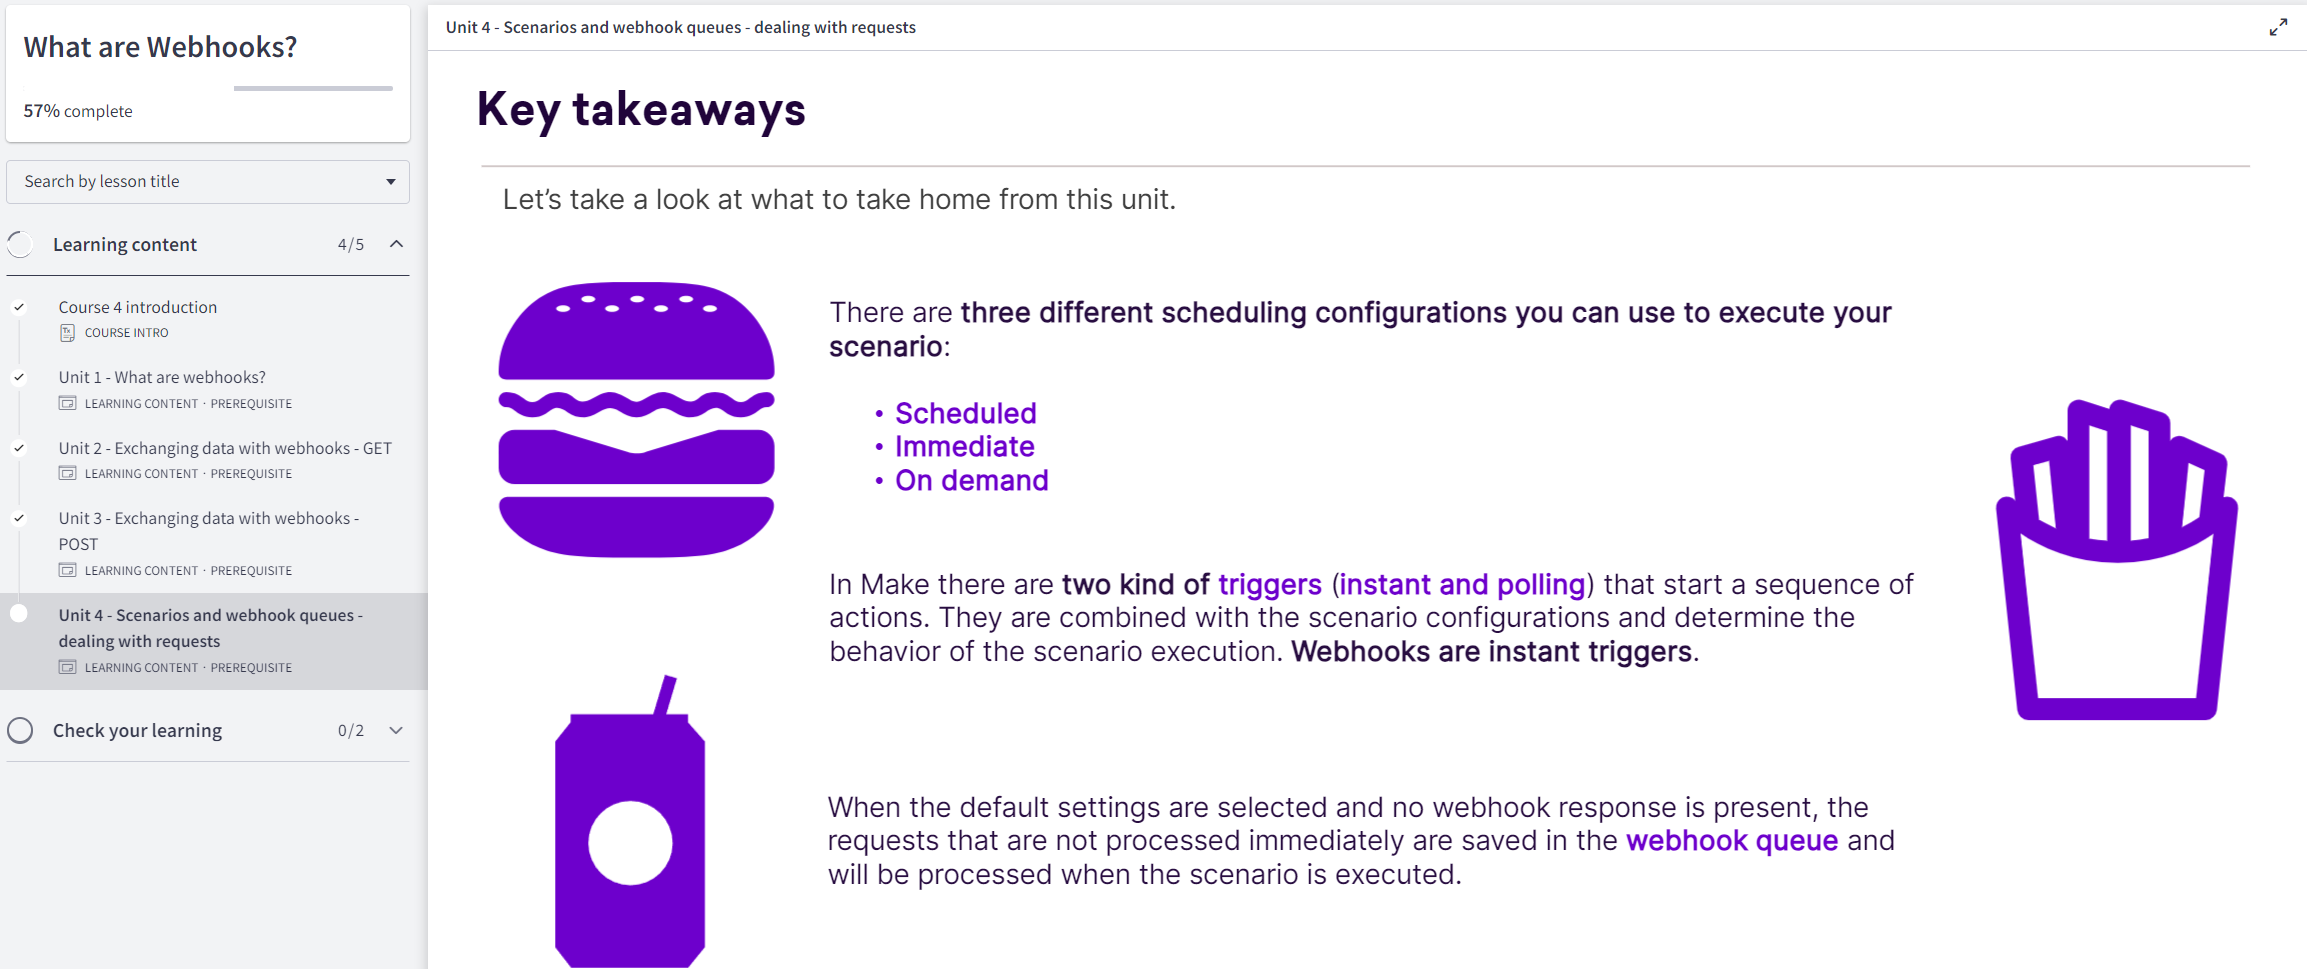 What are Webhooks?
57% complete
Search by lesson title
Learning content 4/5
Course 4 introduction
COURSE INTRO
Unit 1 - What are webhooks?
LEARNING CONTENT · PREREQUISITE
Unit 2 - Exchanging data with webhooks - GET
LEARNING CONTENT · PREREQUISITE
Unit 3 - Exchanging data with webhooks -
POST
LEARNING CONTENT · PREREQUISITE
Unit 4 - Scenarios and webhook queues -
dealing with requests
LEARNING CONTENT · PREREQUISITE
Check your learning 0/2
Unit 4 - Scenarios and webhook queues - dealing with requests
Key takeaways
Let’s take a look at what to take home from this unit.
There are three different scheduling configurations you can use to execute your
scenario:
• Scheduled
• Immediate
• On demand
In Make there are two kind of triggers (instant and polling) that start a sequence of
actions. They are combined with the scenario configurations and determine the
behavior of the scenario execution. Webhooks are instant triggers.
When the default settings are selected and no webhook response is present, the
requests that are not processed immediately are saved in the webhook queue and
will be processed when the scenario is executed.